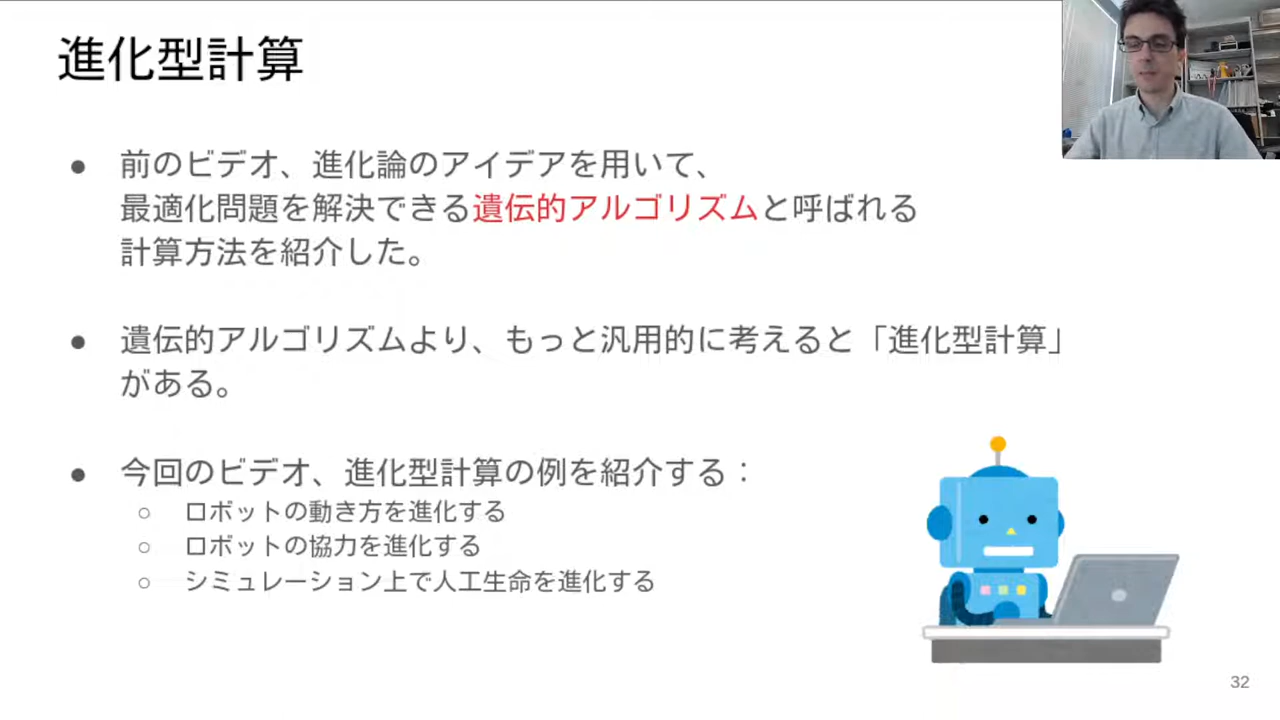 進化型計算
● 前のビデオ、進化論のアイデアを用いて、
最適化問題を解決できる遺伝的アルゴリズムと呼ばれる
計算方法を紹介した。
● 遺伝的アルゴリズムより、もっと汎用的に考えると「進化型計算」
がある。
● 今回のビデオ、進化型計算の例を紹介する：
○ ロボットの動き方を進化する
○ ロボットの協力を進化する
○ シミュレーション上で人工生命を進化する
32